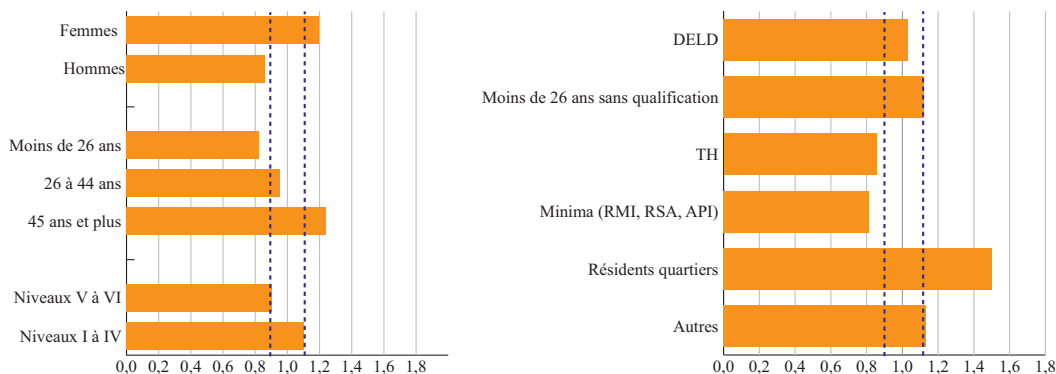 Femmes
Hommes
Moins de 26 ans
26 à 44 ans
45 ans et plus
Niveaux V à VI
Niveaux I à IV
0,0 0,2 0,4 0,6 0,8 1,0 1,2 1,4 1,6 1,8
DELD
Moins de 26 ans sans qualification
TH
Minima (RMI, RSA, API)
Résidents quartiers
Autres
0,0 0,2 0,4 0,6 0,8 1,0 1,2 1,4 1,6 1,8